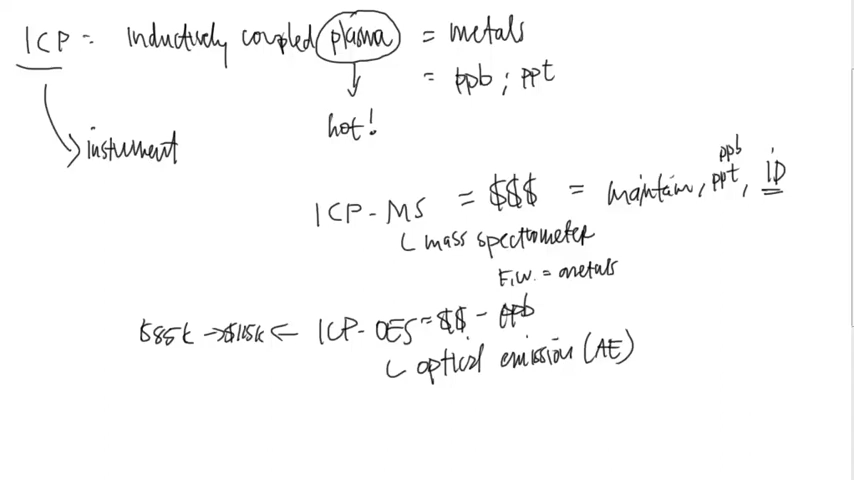 ICP = inductively coupled plasma = metals
= ppb ; ppt
hot!
instrument
ppb
ICP-MS = $$$ = maintain, ppt, ID
mass spectrometer
F.W. = metals
$85k → ← ICP-OES = $$ - ppb
optical emission (AE)